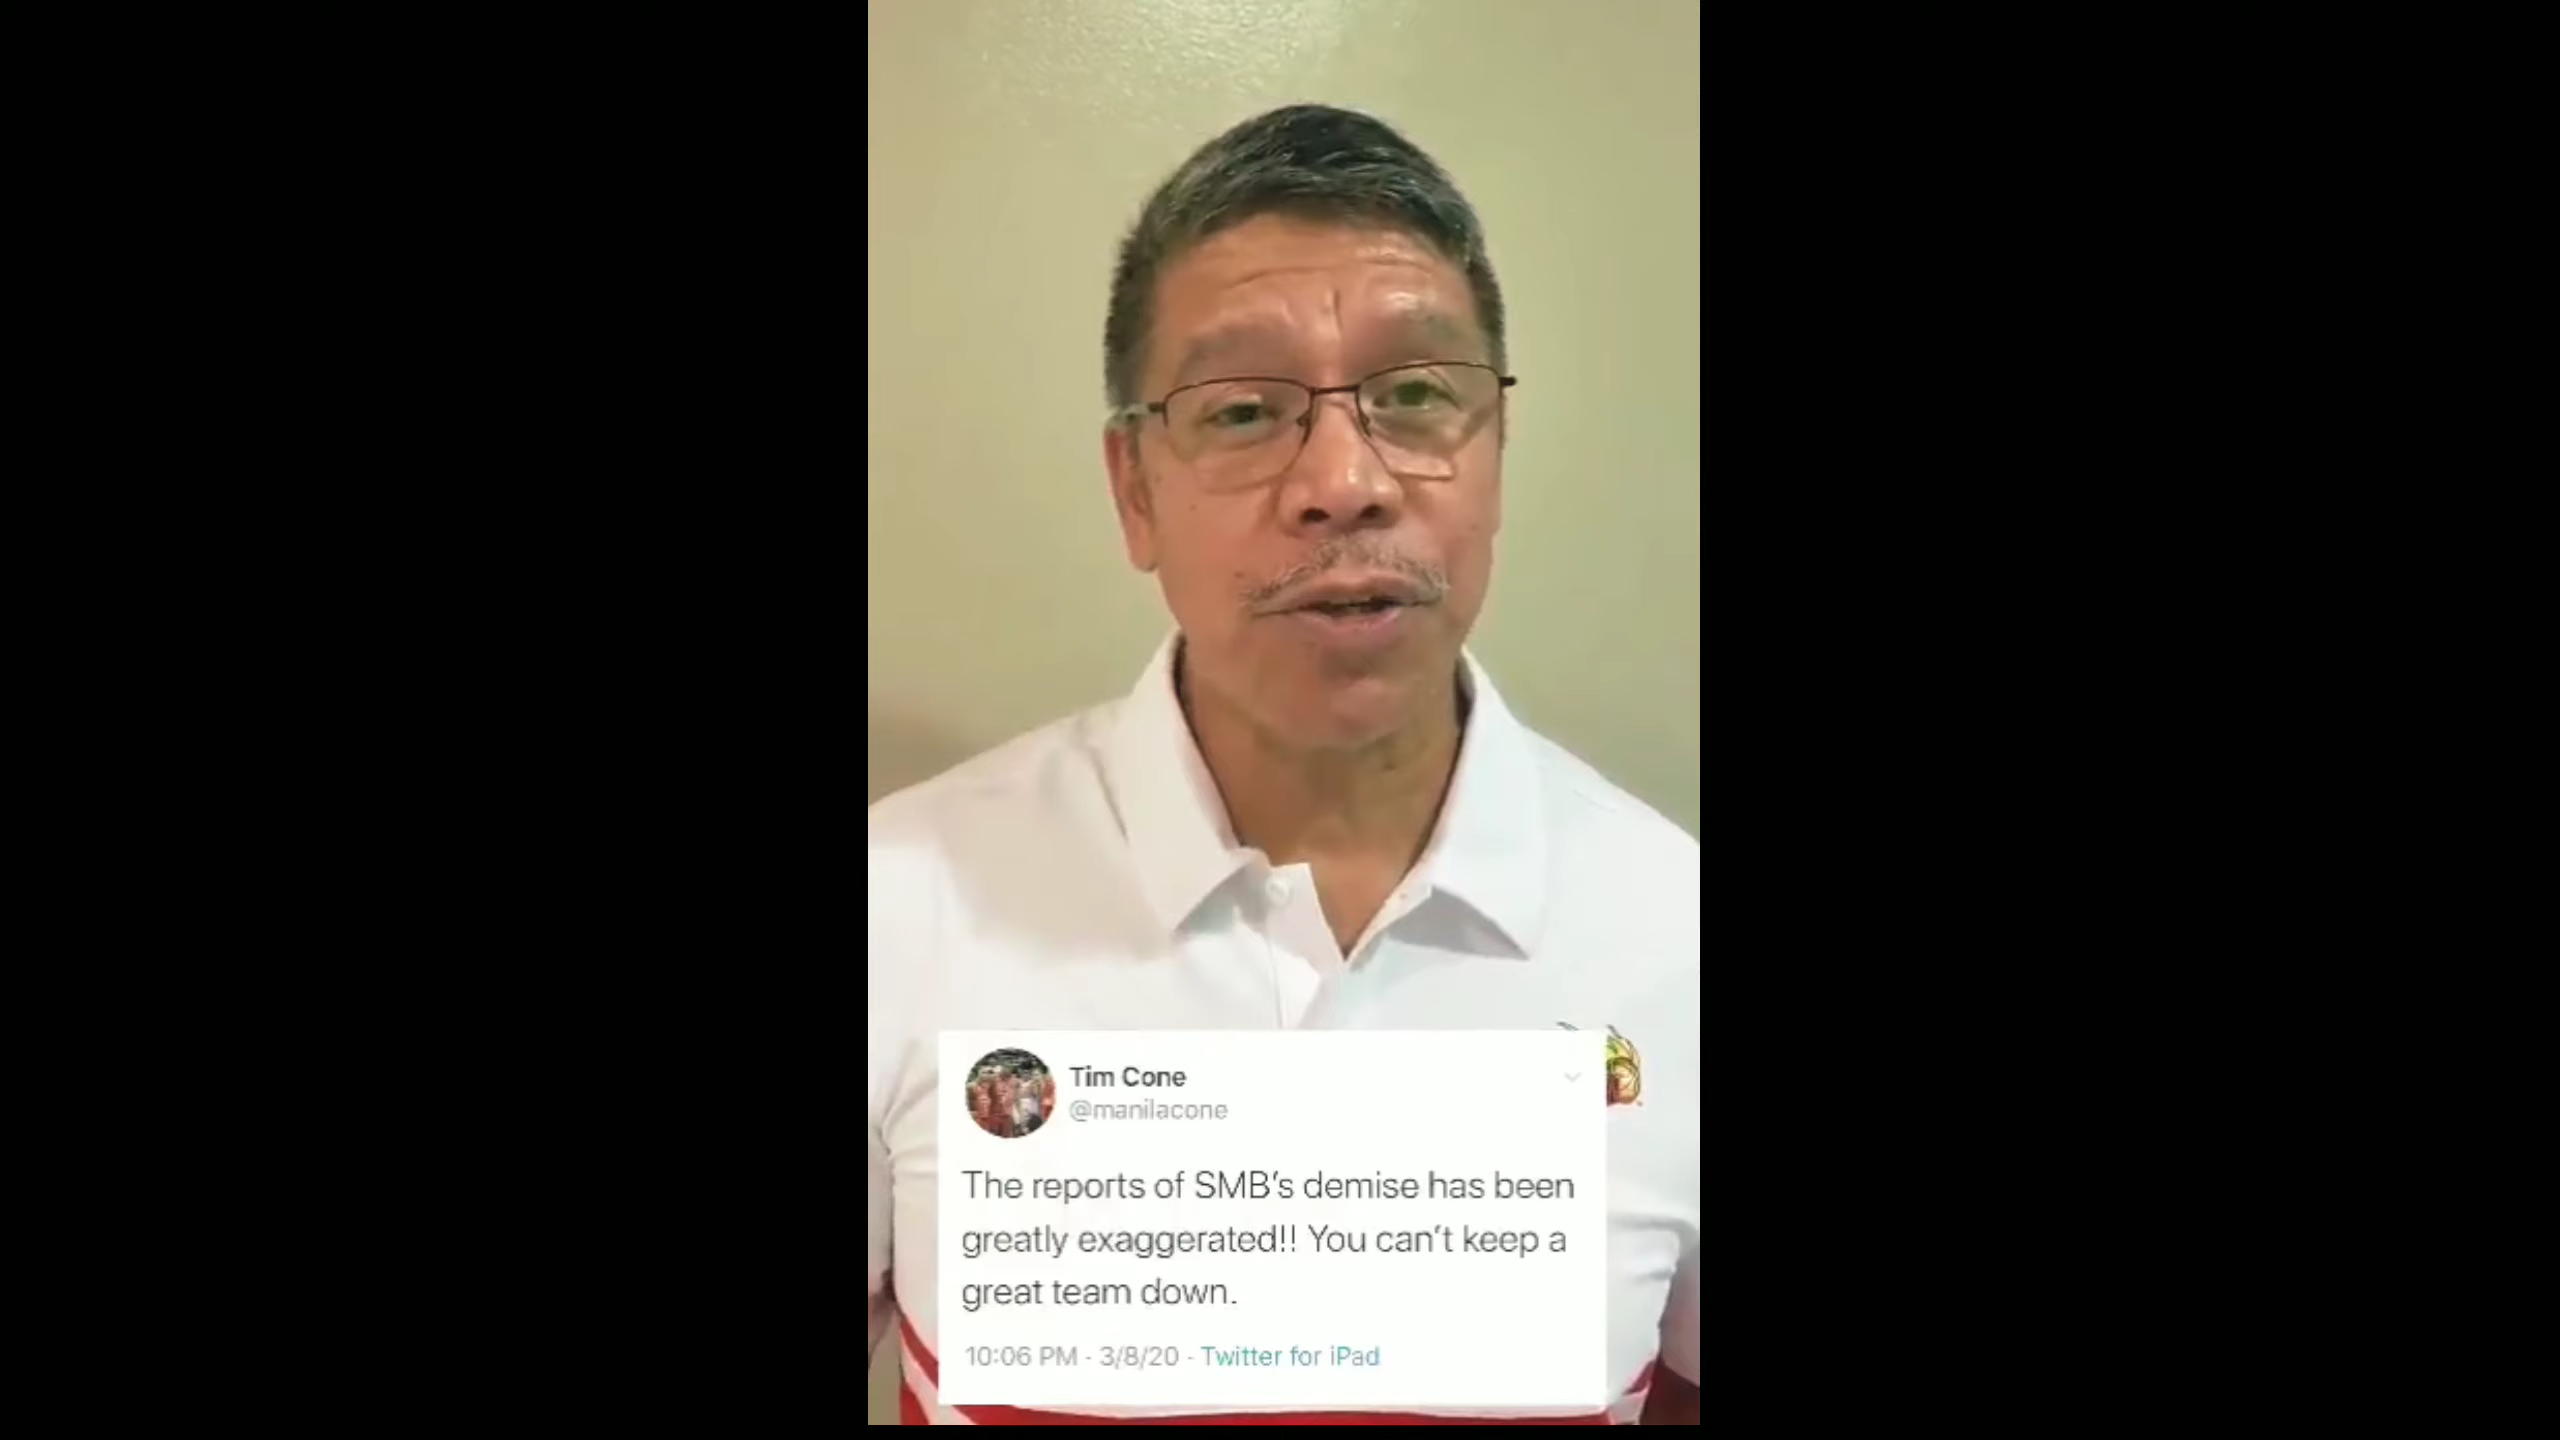 Tim Cone
@manilacone
The reports of SMB's demise has been
greatly exaggerated!! You can't keep a
great team down.
10:06 PM - 3/8/20 - Twitter for iPad